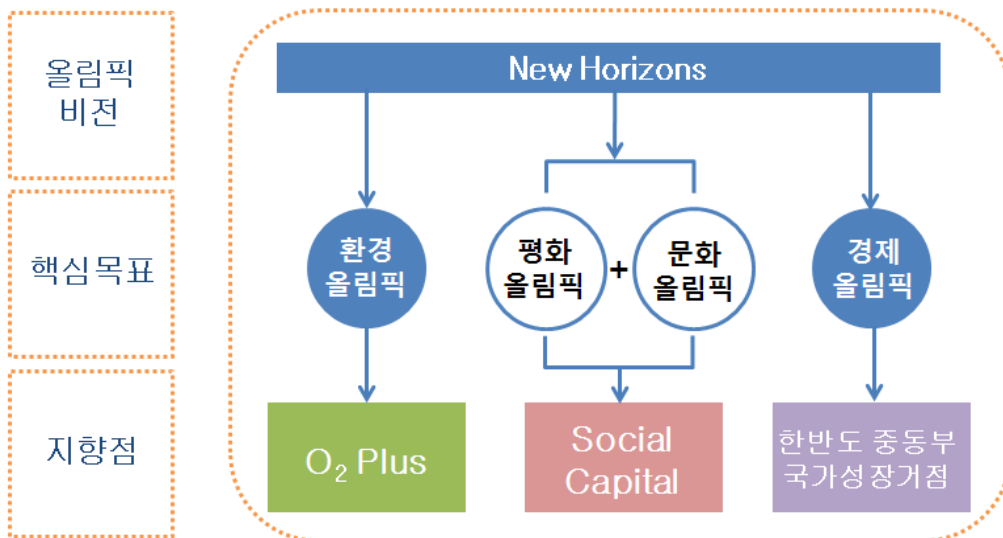 올림픽
비전
New Horizons
핵심목표
환경
올림픽
평화
올림픽
+
문화
올림픽
경제
올림픽
지향점
O₂ Plus
Social
Capital
한반도 중동부
국가성장거점